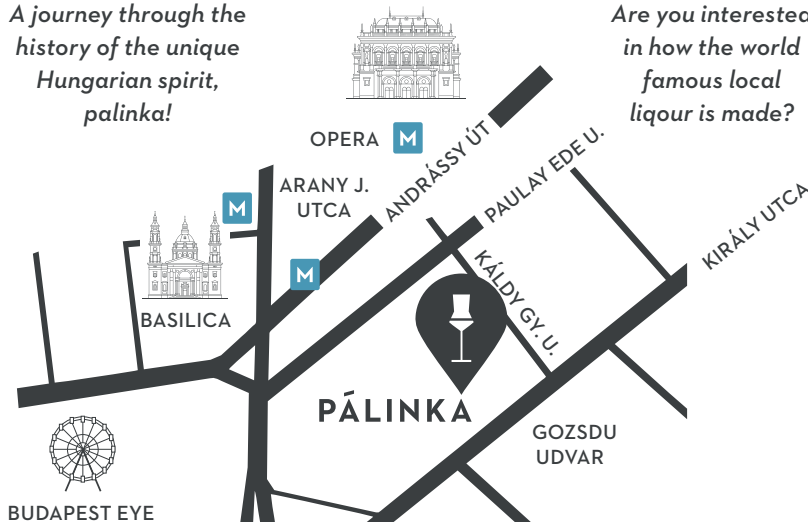 A journey through the
history of the unique
Hungarian spirit,
palinka!
Are you interested
in how the world
famous local
liqour is made?
OPERA M
ARANY J.
UTCA
ANDRÁSSY ÚT
PAULAY EDE U.
KIRÁLY UTCA
M
M
BASILICA
KÁLDY GY. U.
PÁLINKA
GOZSDU
UDVAR
BUDAPEST EYE